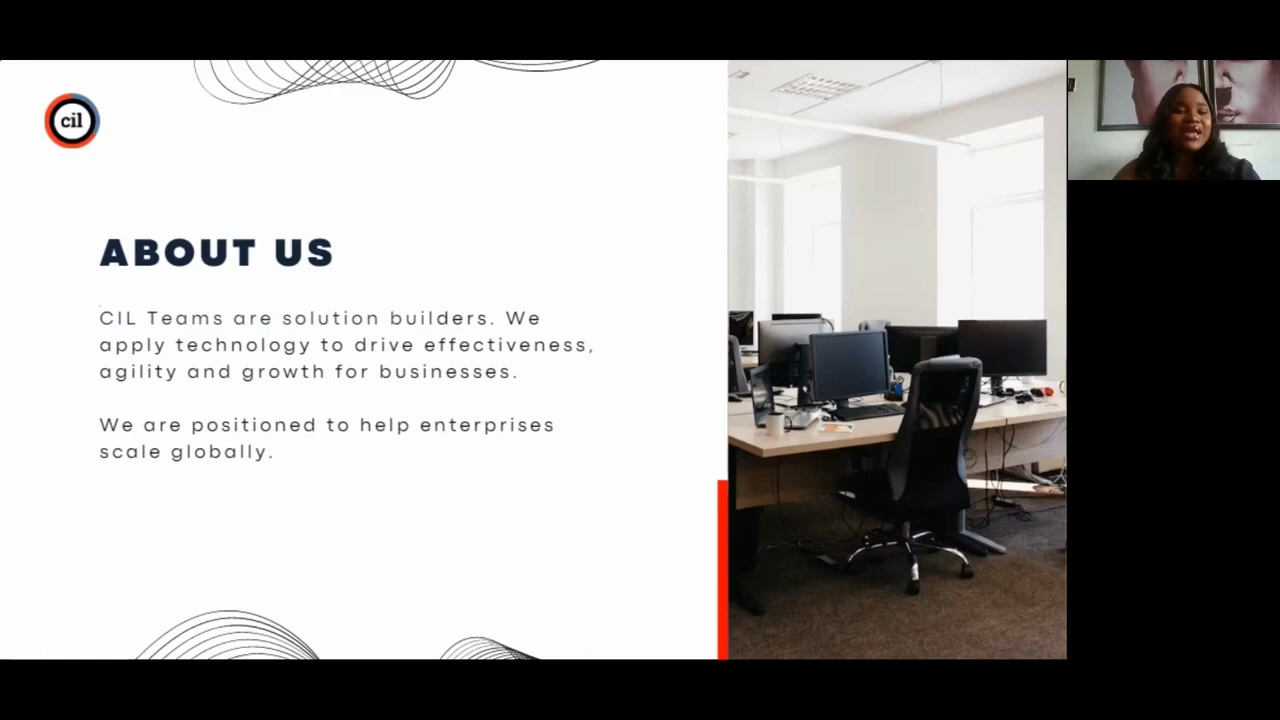 cil
ABOUT US
CIL Teams are solution builders. We
apply technology to drive effectiveness,
agility and growth for businesses.
We are positioned to help enterprises
scale globally.